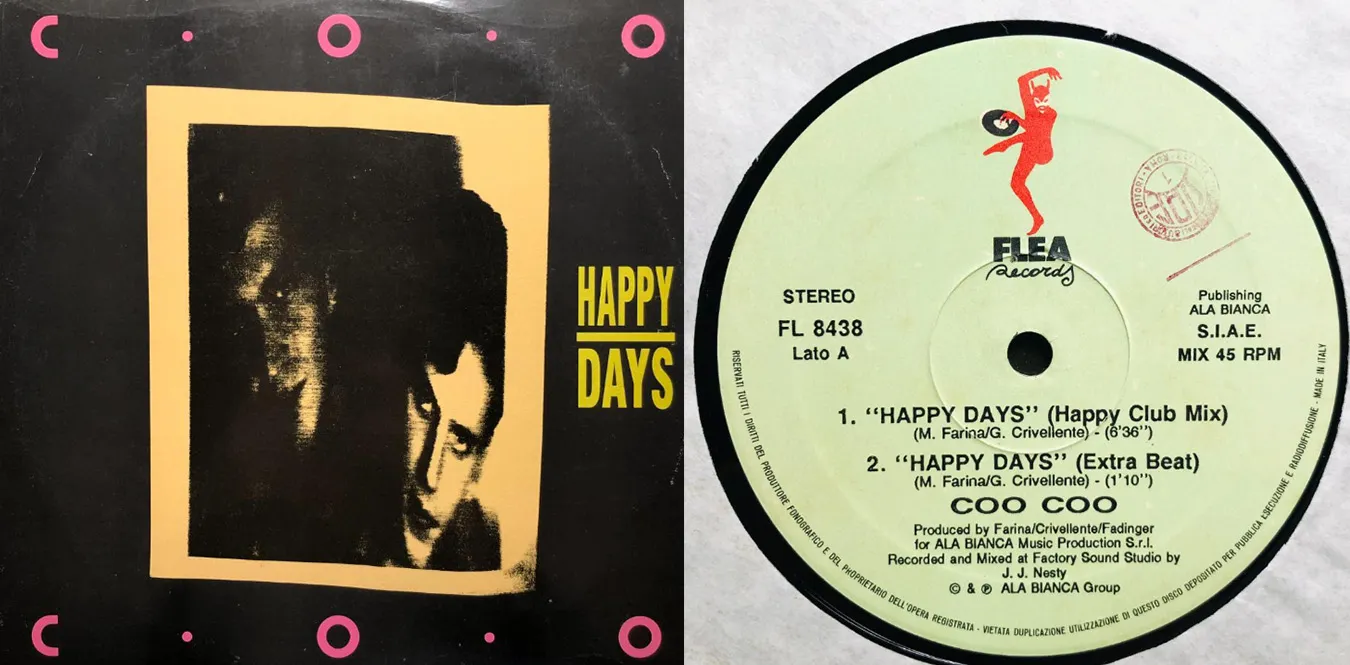 C · O · O
HAPPY
DAYS
C · O · O
FLEA
Records
STEREO
FL 8438
Lato A
Publishing
ALA BIANCA
S.I.A.E.
MIX 45 RPM
1. “HAPPY DAYS” (Happy Club Mix)
(M. Farina/G. Crivellente) - (6'36”)
2. “HAPPY DAYS” (Extra Beat)
(M. Farina/G. Crivellente) - (1'10”)
COO COO
Produced by Farina/Crivellente/Fadinger
for ALA BIANCA Music Production S.r.l.
Recorded and Mixed at Factory Sound Studio by
J. J. Nesty
© & ℗ ALA BIANCA Group
RISERVATI TUTTI I DIRITTI DEL PRODUTTORE FONOGRAFICO E DEL PROPRIETARIO DELL'OPERA REGISTRATA - VIETATA DUPLICAZIONE UTILIZZAZIONE DI QUESTO DISCO DEPOSITATO PER PUBBLICA ESECUZIONE E RADIODIFFUSIONE - MADE IN ITALY